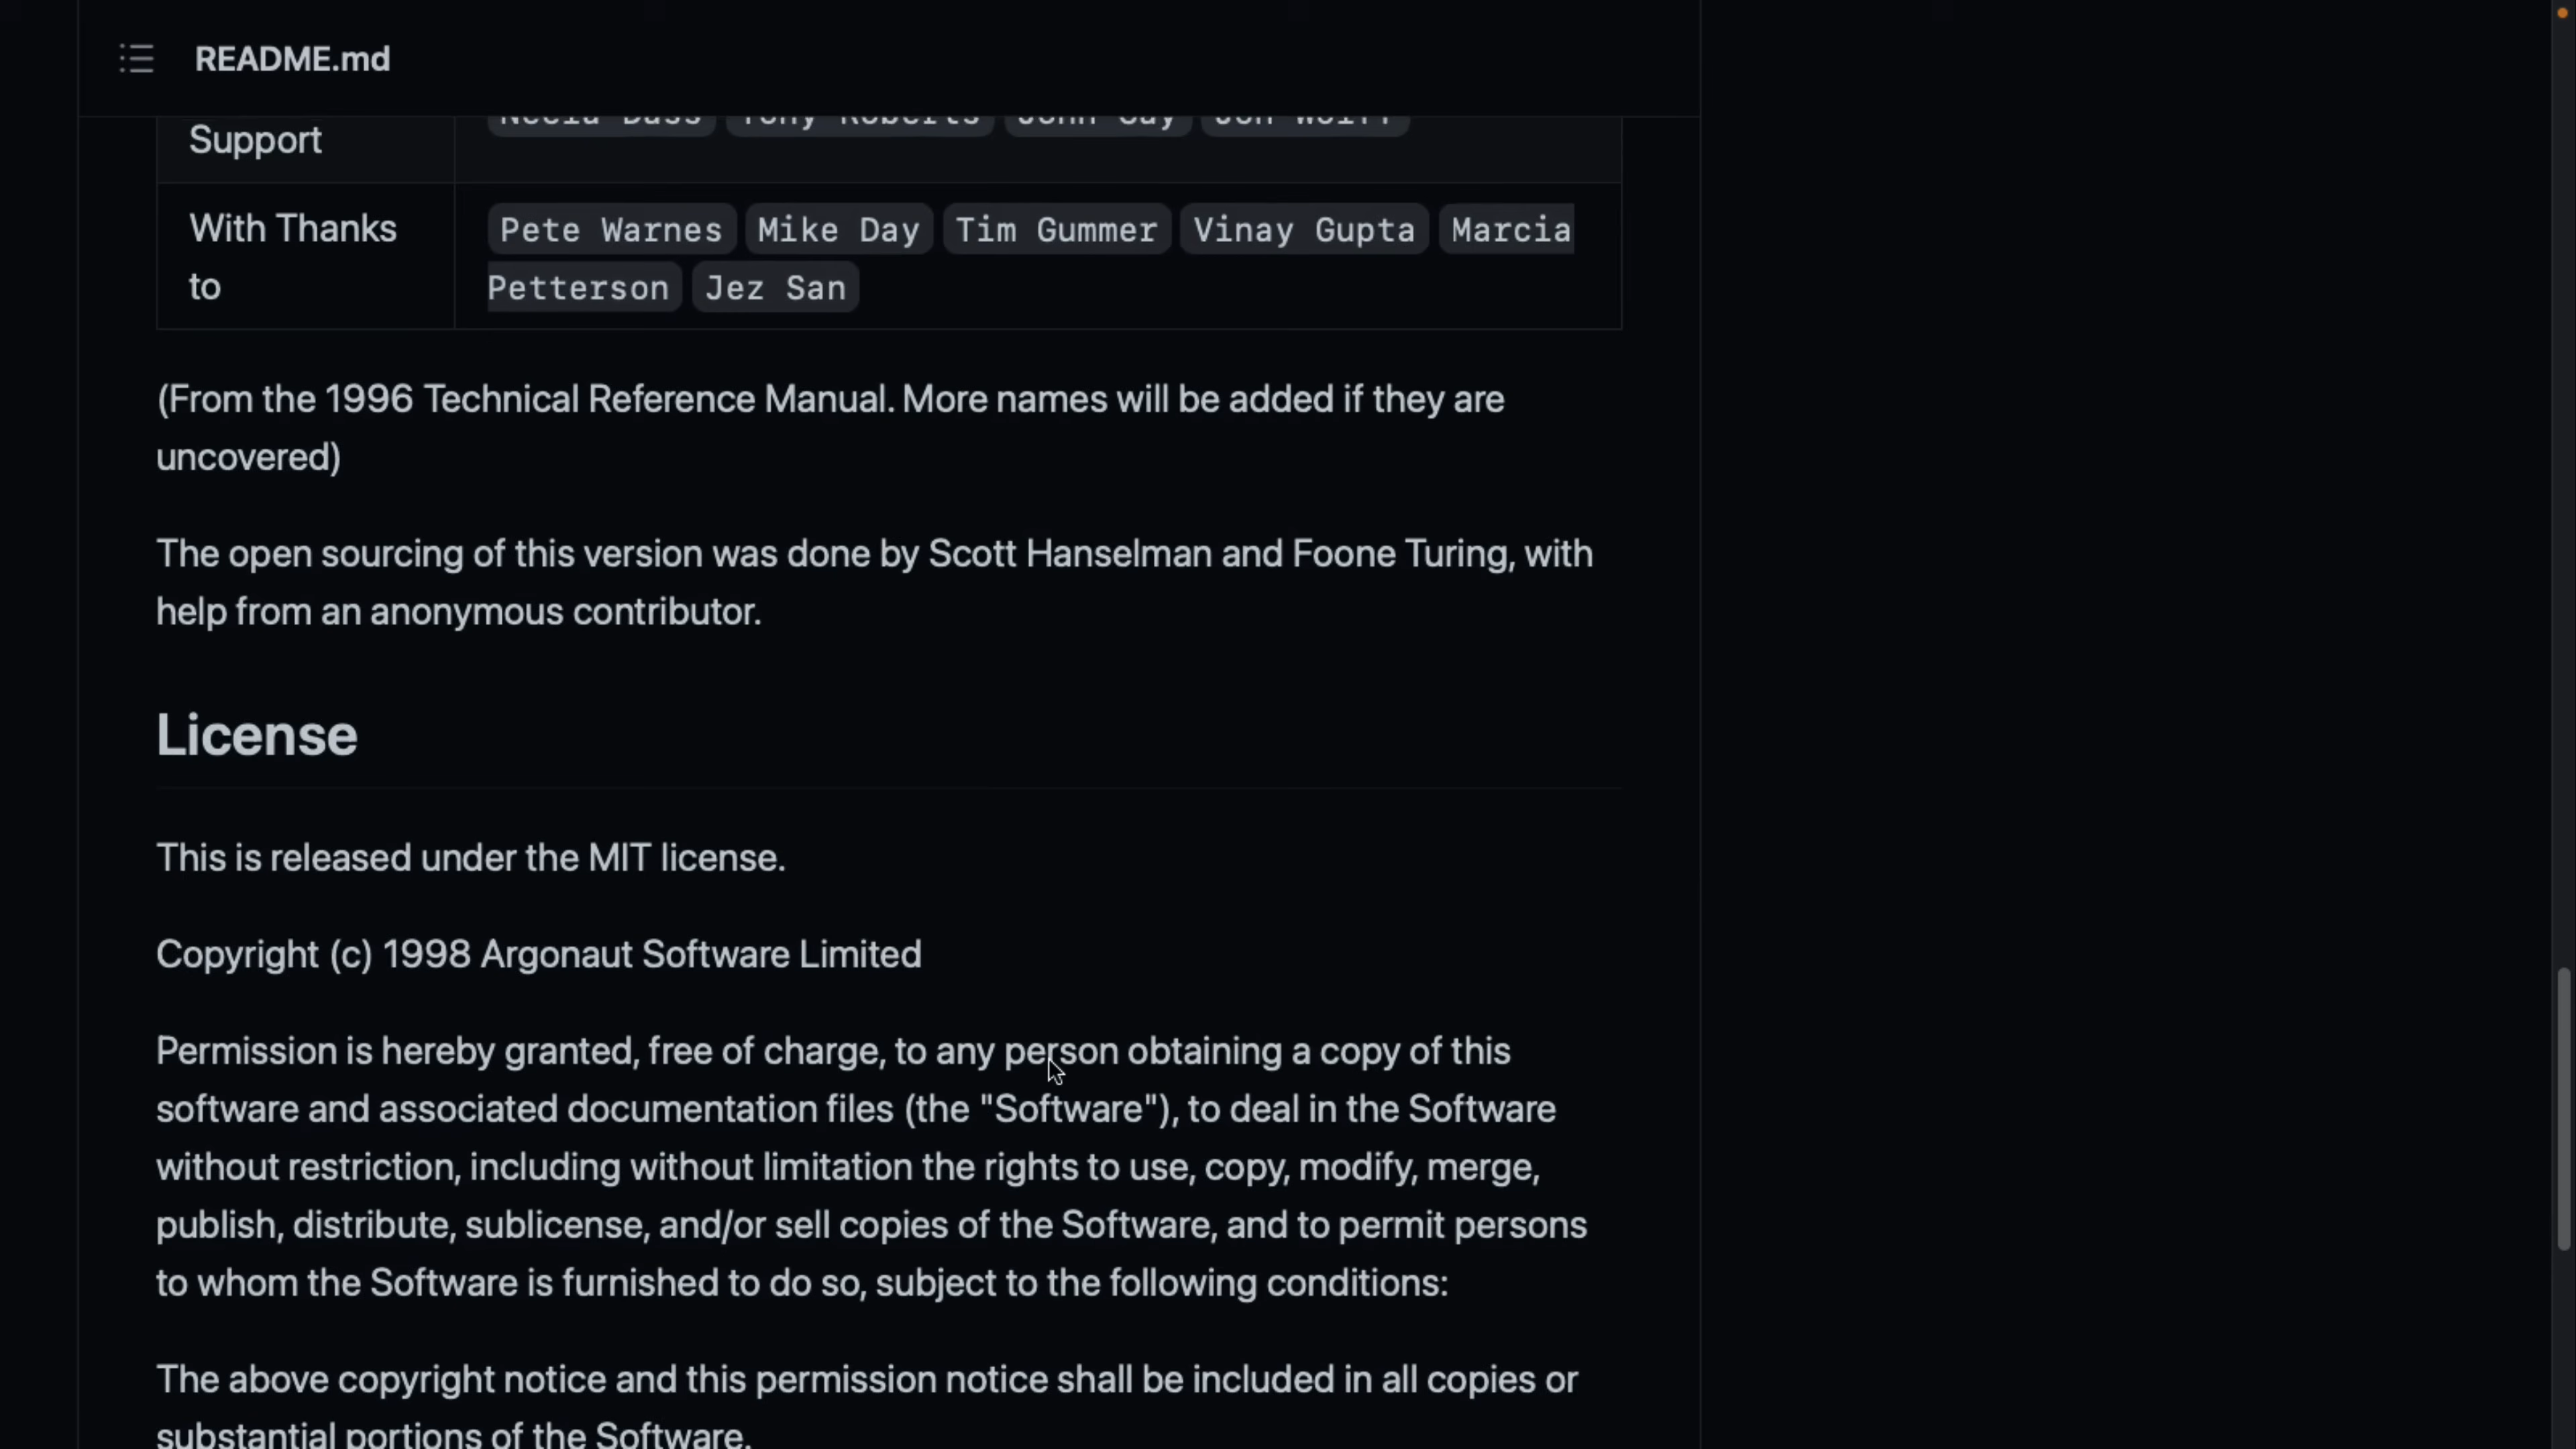 README.md
Support
With Thanks
to
Pete Warnes Mike Day Tim Gummer Vinay Gupta Marcia
Petterson Jez San
(From the 1996 Technical Reference Manual. More names will be added if they are
uncovered)
The open sourcing of this version was done by Scott Hanselman and Foone Turing, with
help from an anonymous contributor.
License
This is released under the MIT license.
Copyright (c) 1998 Argonaut Software Limited
Permission is hereby granted, free of charge, to any person obtaining a copy of this
software and associated documentation files (the "Software"), to deal in the Software
without restriction, including without limitation the rights to use, copy, modify, merge,
publish, distribute, sublicense, and/or sell copies of the Software, and to permit persons
to whom the Software is furnished to do so, subject to the following conditions:
The above copyright notice and this permission notice shall be included in all copies or
substantial portions of the Software.